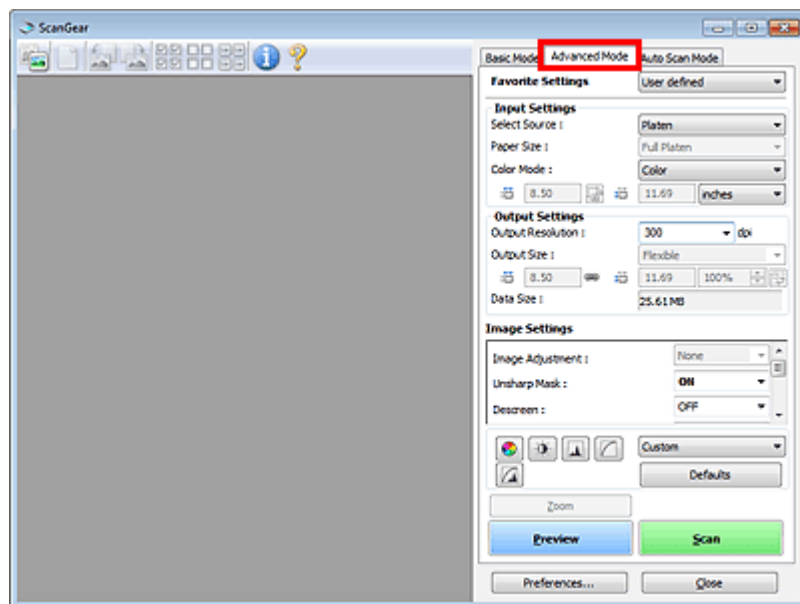 ScanGear
Basic Mode Advanced Mode Auto Scan Mode
Favorite Settings User defined
Input Settings
Select Source : Platen
Paper Size : Full Platen
Color Mode : Color
8.50 11.69 inches
Output Settings
Output Resolution : 300 dpi
Output Size : Flexible
8.50 11.69 100%
Data Size : 25.61 MB
Image Settings
Image Adjustment : None
Unsharp Mask : ON
Descreen : OFF
Custom
Defaults
Zoom
Preview Scan
Preferences... Close